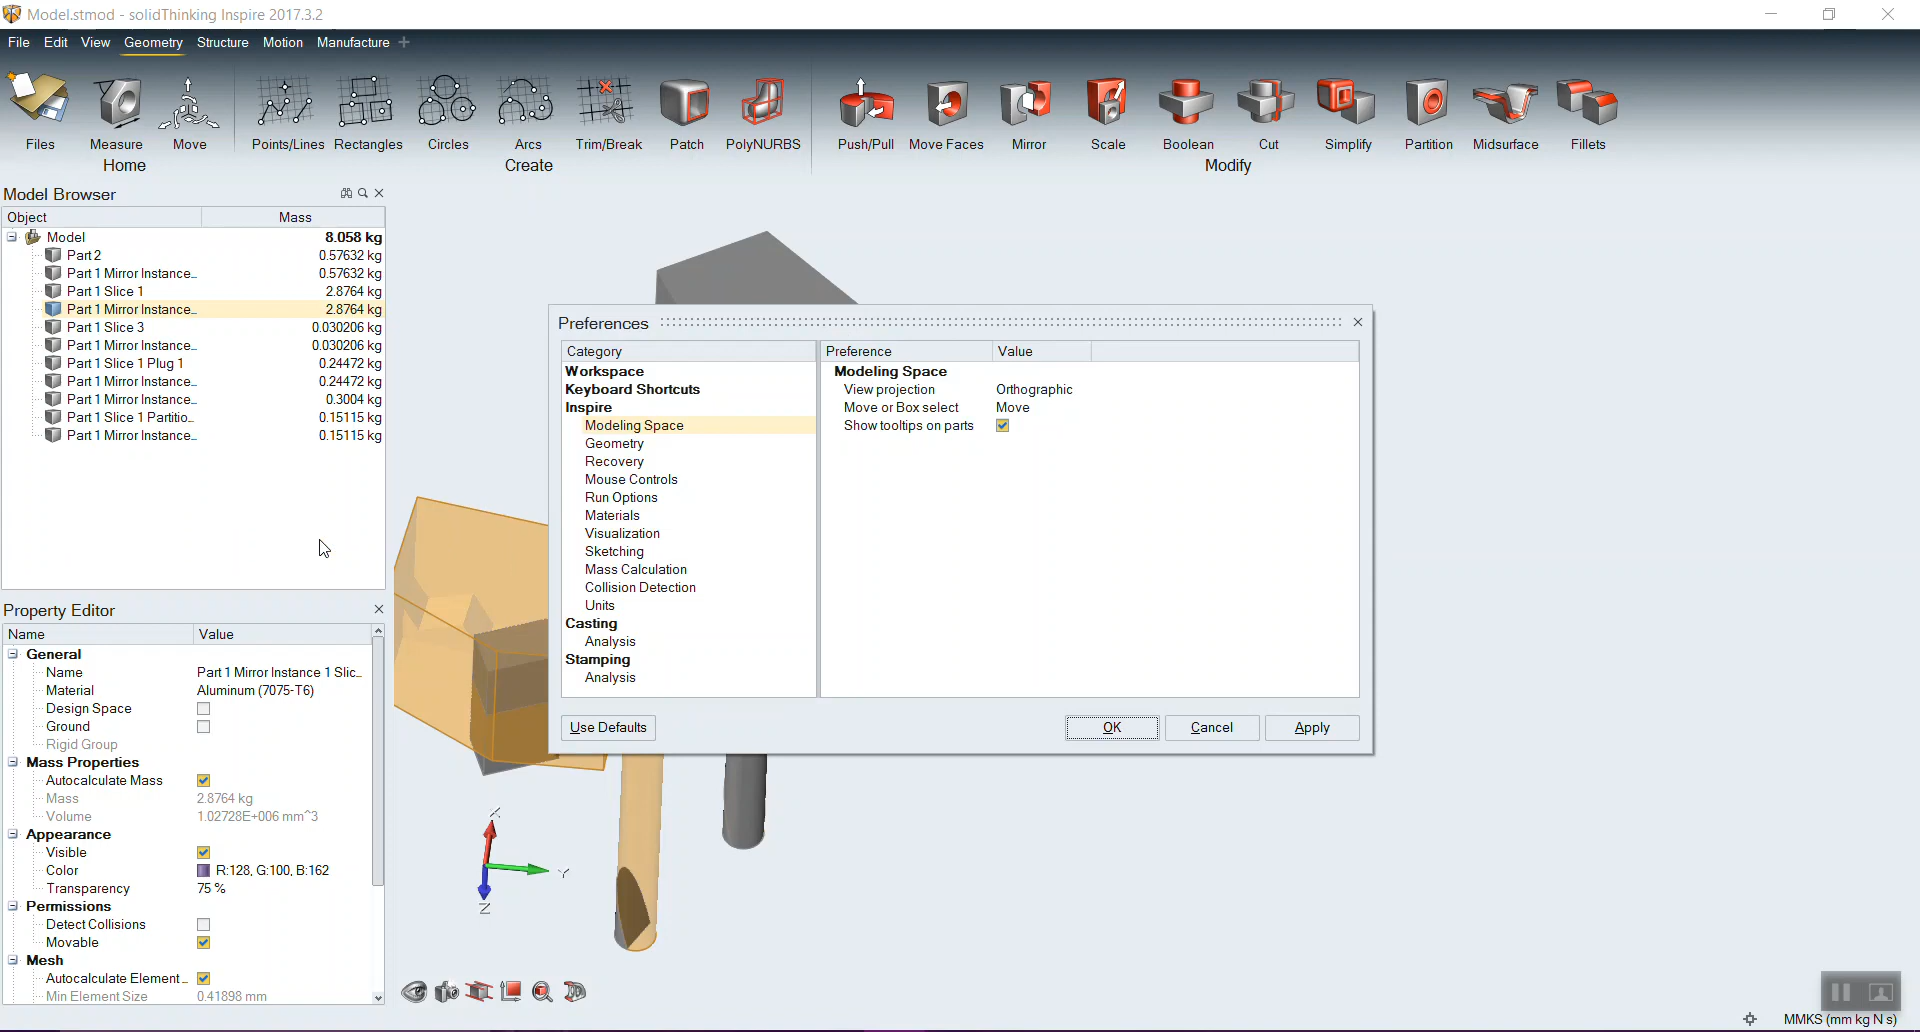 Model.stmod - solidThinking Inspire 2017.3.2
File Edit View Geometry Structure Motion Manufacture
Files Measure Move Points/Lines Rectangles Circles Arcs Trim/Break Patch PolyNURBS Push/Pull Move Faces Mirror Scale Boolean Cut Simplify Partition Midsurface Fillets
Home Create Modify
Model Browser
Object Mass
Model 8.058 kg
Part 2 0.57632 kg
Part 1 Mirror Instance... 0.57632 kg
Part 1 Slice 1 2.8764 kg
Part 1 Mirror Instance... 2.8764 kg
Part 1 Slice 3 0.030206 kg
Part 1 Mirror Instance... 0.030206 kg
Part 1 Slice 1 Plug 1 0.24472 kg
Part 1 Mirror Instance... 0.24472 kg
Part 1 Mirror Instance... 0.3004 kg
Part 1 Slice 1 Partitio... 0.15115 kg
Part 1 Mirror Instance... 0.15115 kg
Property Editor
Name Value
General
Name Part 1 Mirror Instance 1 Slic...
Material Aluminum (7075-T6)
Design Space
Ground
Rigid Group
Mass Properties
Autocalculate Mass
Mass 2.8764 kg
Volume 1.02728E+006 mm^3
Appearance
Visible
Color R:128, G:100, B:162
Transparency 75 %
Permissions
Detect Collisions
Movable
Mesh
Autocalculate Element...
Min Element Size 0.41898 mm
Preferences
Category
Workspace
Keyboard Shortcuts
Inspire
Modeling Space
Geometry
Recovery
Mouse Controls
Run Options
Materials
Visualization
Sketching
Mass Calculation
Collision Detection
Units
Casting
Analysis
Stamping
Analysis
Preference Value
Modeling Space
View projection Orthographic
Move or Box select Move
Show tooltips on parts
Use Defaults OK Cancel Apply
X
Y
Z
MMKS (mm kg N s)